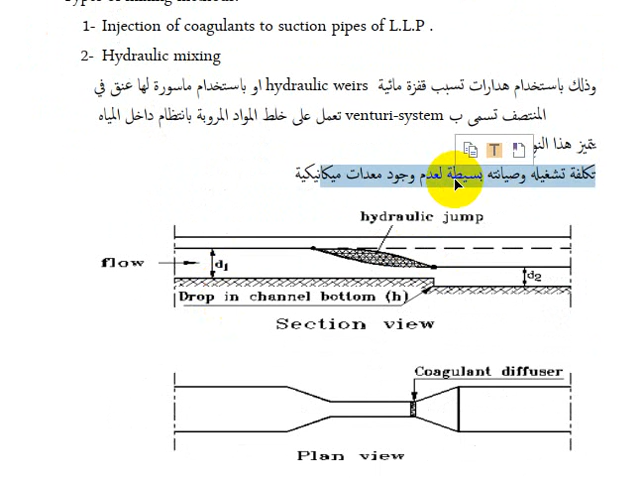 1- Injection of coagulants to suction pipes of L.L.P .
2- Hydraulic mixing
وذلك باستخدام هدارات تسبب قفزة مائية hydraulic weirs او باستخدام ماسورة لها عنق في
المنتصف تسمى ب venturi-system تعمل على خلط المواد المروبة بانتظام داخل المياه
يتميز هذا
تكلفة تشغيله وصيانته بسيطة لعدم وجود معدات ميكانيكية
hydraulic jump
flow
d1
d2
Drop in channel bottom (h)
Section view
Coagulant diffuser
Plan view